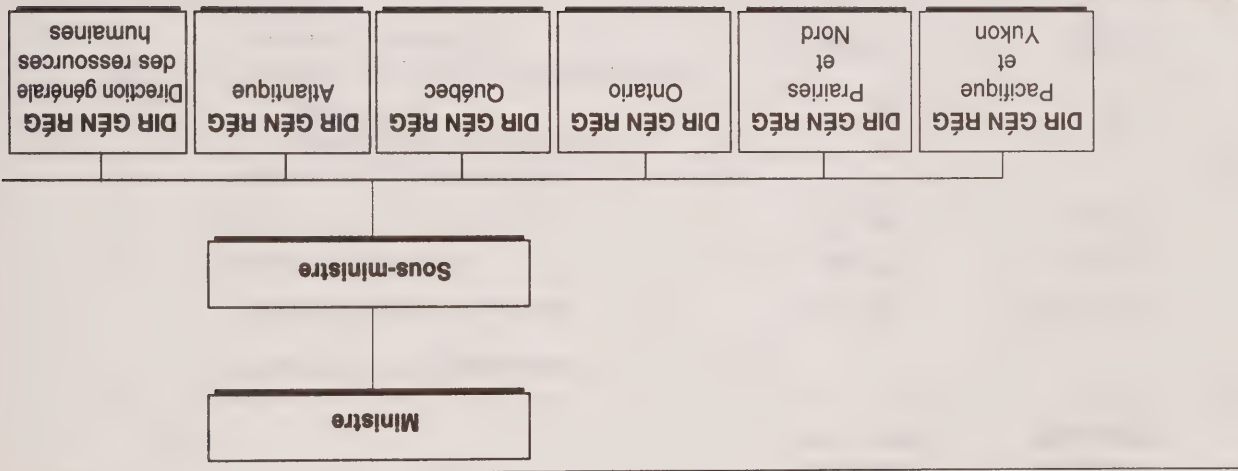 Ministre
Sous-ministre
DIR GÉN RÉG
Pacifique
et
Yukon
DIR GÉN RÉG
Prairies
et
Nord
DIR GÉN RÉG
Ontario
DIR GÉN RÉG
Québec
DIR GÉN RÉG
Atlantique
DIR GÉN RÉG
Direction générale
des ressources
humaines